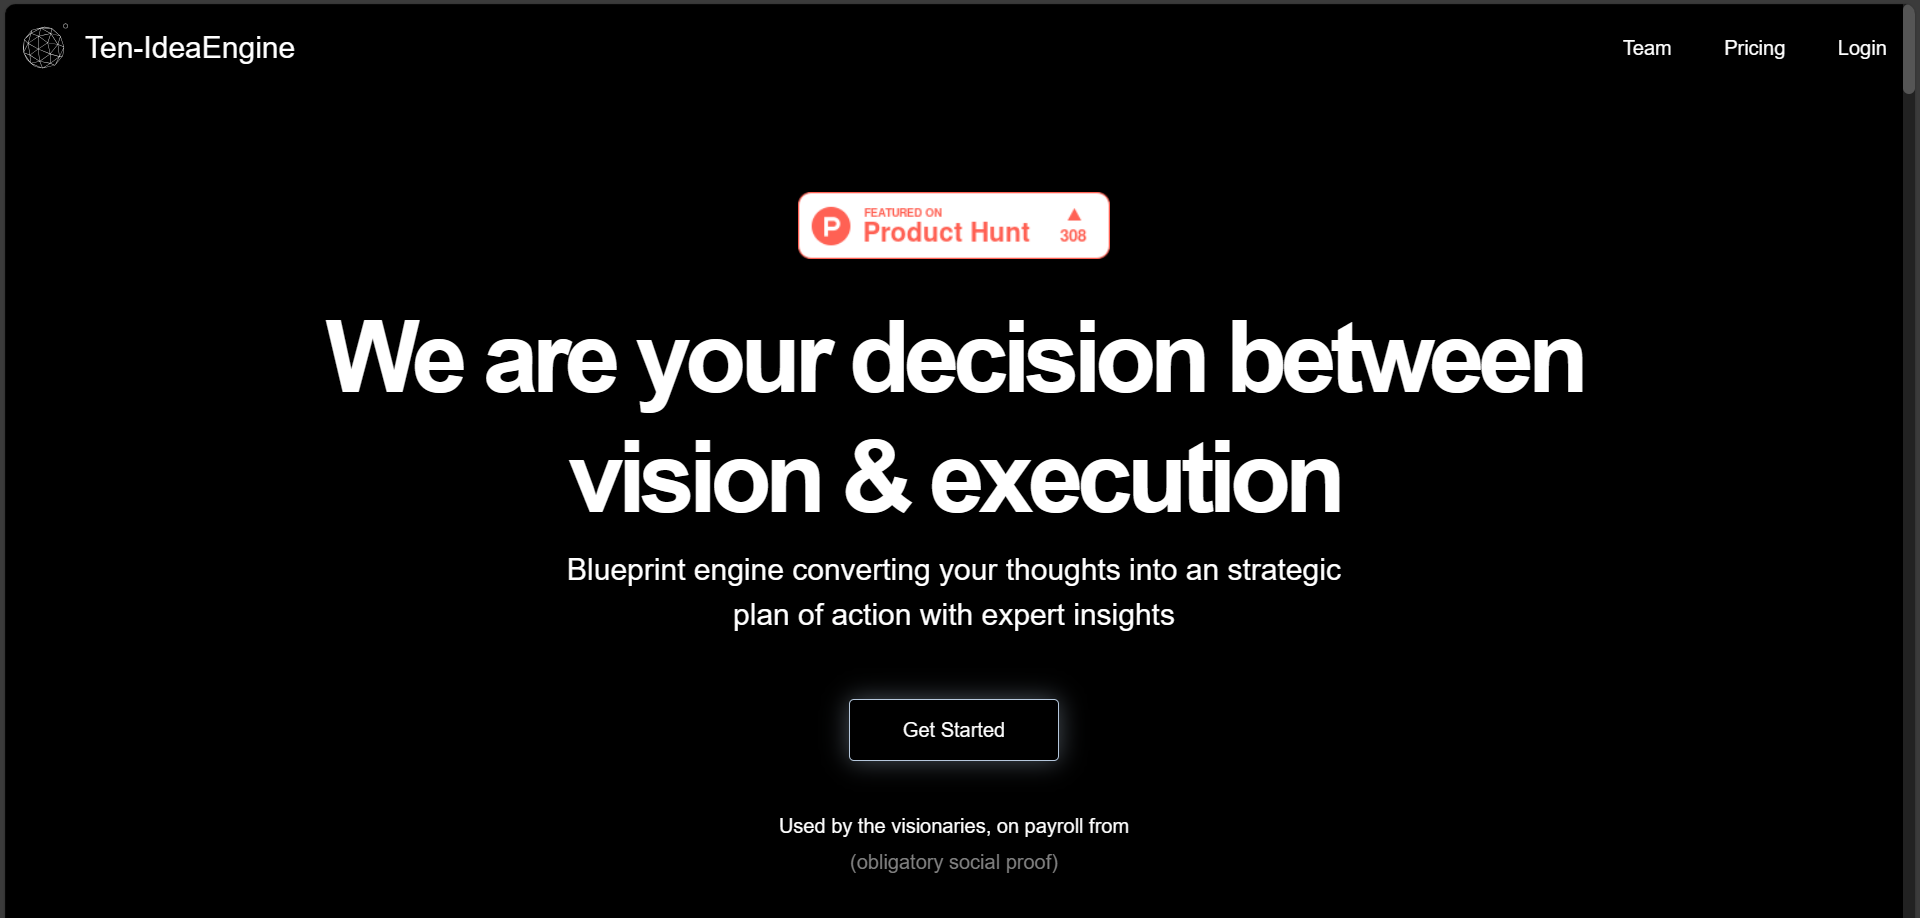 Ten-IdeaEngine
Team Pricing Login
P
FEATURED ON
Product Hunt
308
We are your decision between
vision & execution
Blueprint engine converting your thoughts into an strategic
plan of action with expert insights
Get Started
Used by the visionaries, on payroll from
(obligatory social proof)